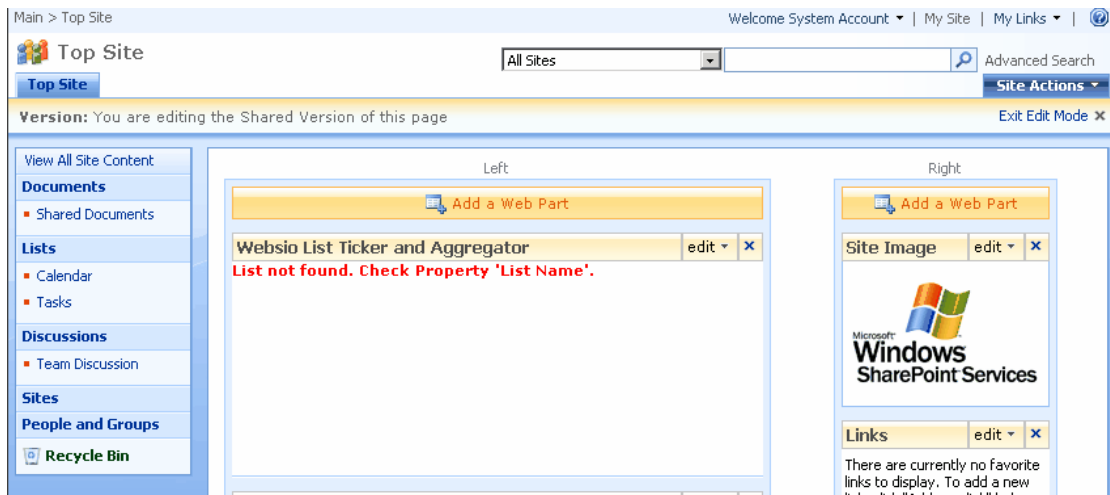 Main > Top Site
Welcome System Account | My Site | My Links |
Top Site
All Sites
Advanced Search
Top Site
Site Actions
Version: You are editing the Shared Version of this page
Exit Edit Mode
View All Site Content
Documents
Shared Documents
Lists
Calendar
Tasks
Discussions
Team Discussion
Sites
People and Groups
Recycle Bin
Left
Add a Web Part
Websio List Ticker and Aggregator
edit
List not found. Check Property 'List Name'.
Right
Add a Web Part
Site Image
edit
Microsoft
Windows
SharePoint Services
Links
edit
There are currently no favorite
links to display. To add a new